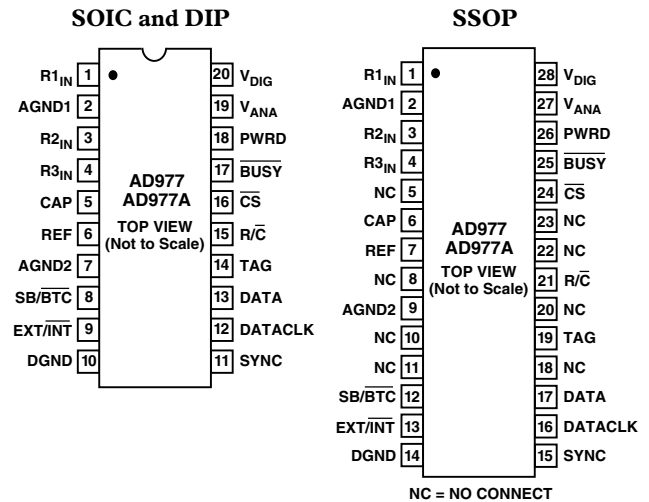 SOIC and DIP
R1IN 1
AGND1 2
R2IN 3
R3IN 4
CAP 5
REF 6
AGND2 7
SB/BTC 8
EXT/INT 9
DGND 10
AD977
AD977A
TOP VIEW
(Not to Scale)
20 VDIG
19 VANA
18 PWRD
17 BUSY
16 CS
15 R/C
14 TAG
13 DATA
12 DATACLK
11 SYNC
SSOP
R1IN 1
AGND1 2
R2IN 3
R3IN 4
NC 5
CAP 6
REF 7
NC 8
AGND2 9
NC 10
NC 11
SB/BTC 12
EXT/INT 13
DGND 14
AD977
AD977A
TOP VIEW
(Not to Scale)
28 VDIG
27 VANA
26 PWRD
25 BUSY
24 CS
23 NC
22 NC
21 R/C
20 NC
19 TAG
18 NC
17 DATA
16 DATACLK
15 SYNC
NC = NO CONNECT